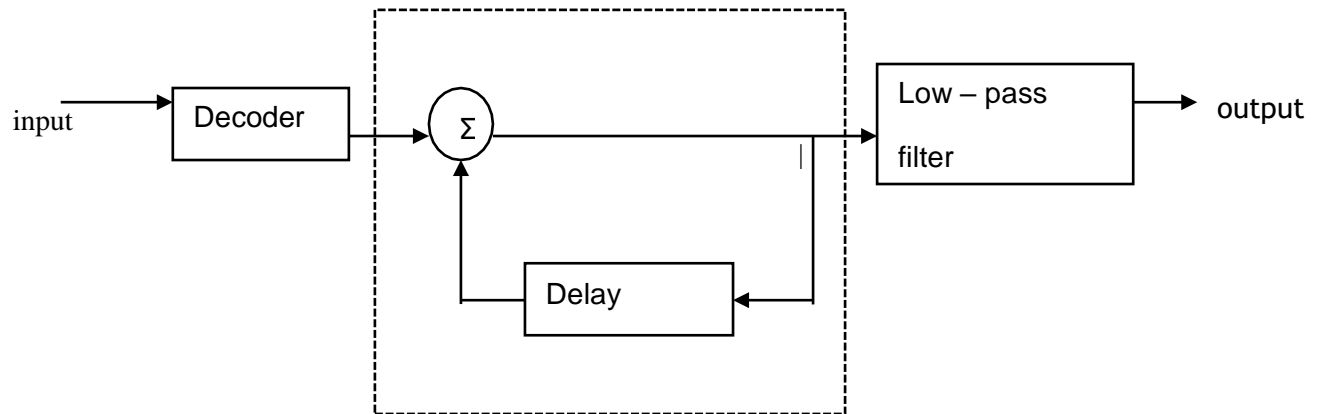 input
Decoder
Σ
Low – pass
filter
output
Delay